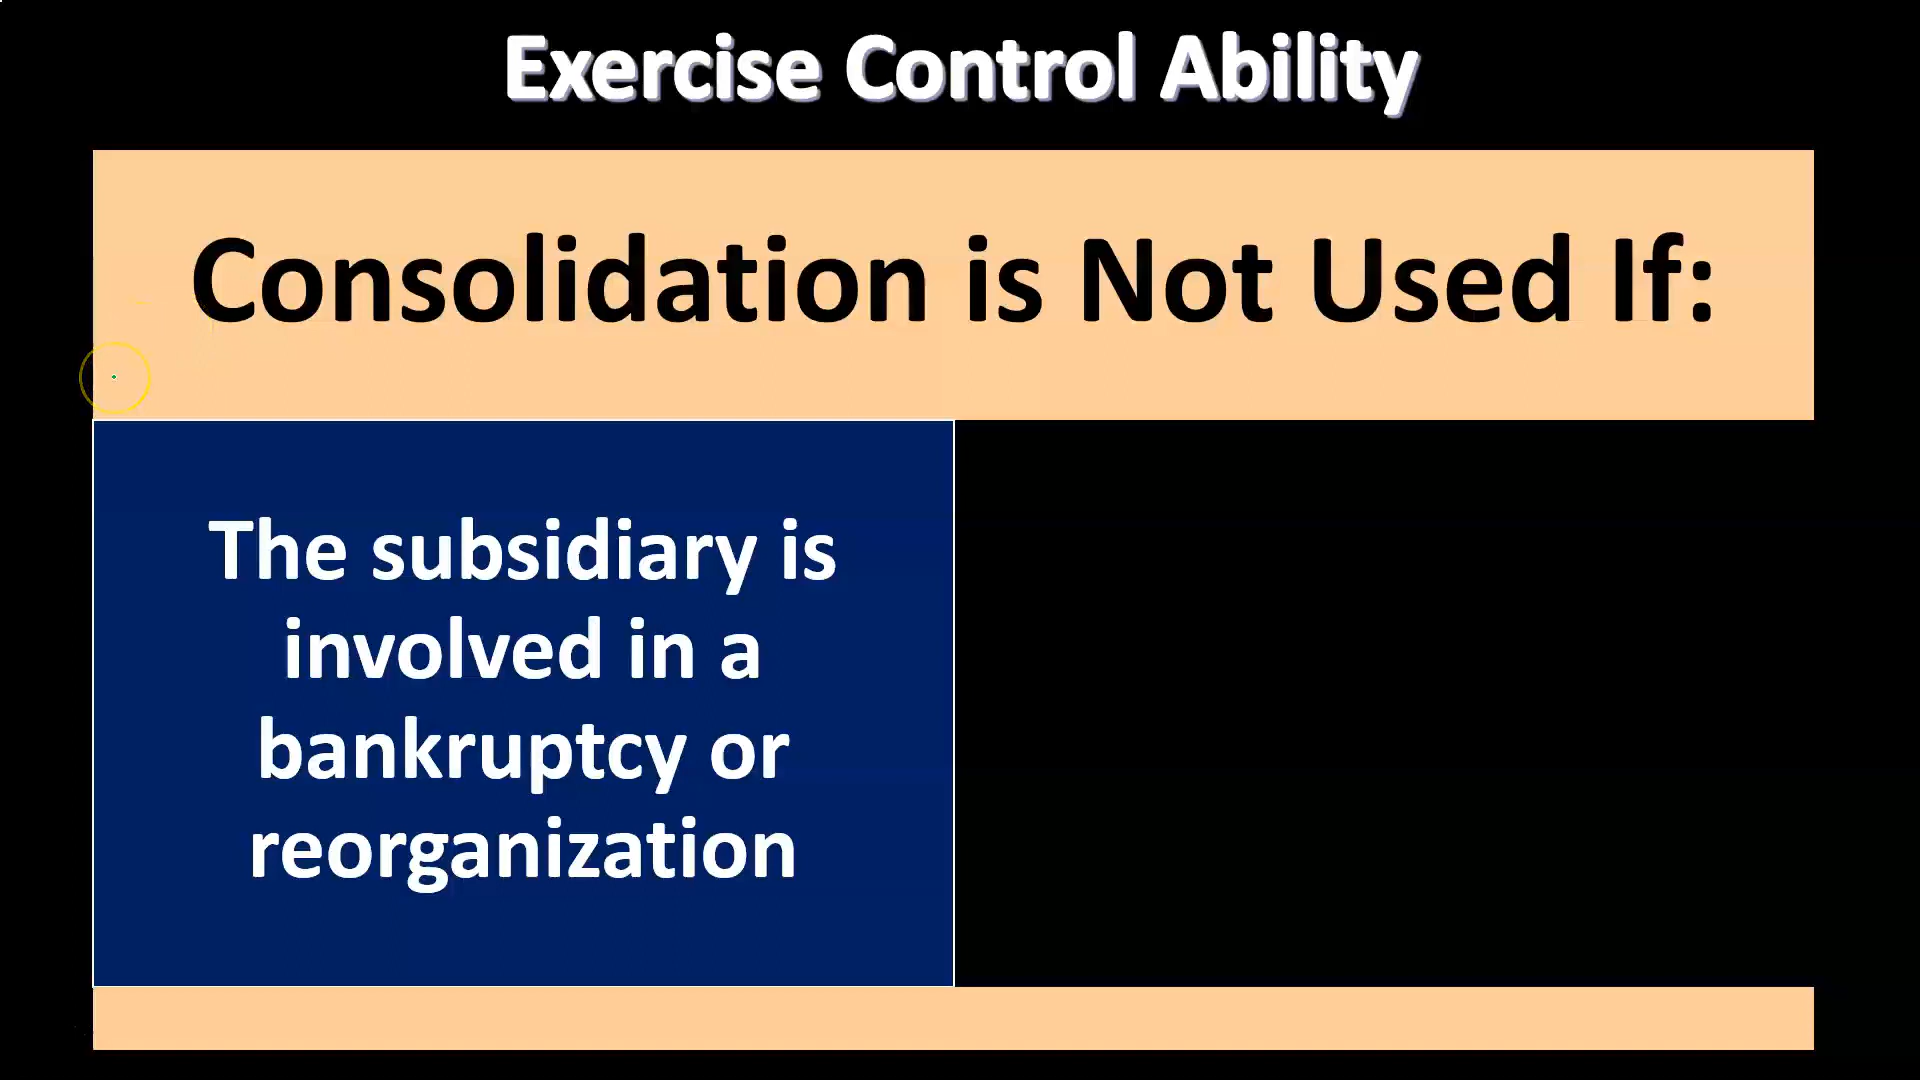 Exercise Control Ability
Consolidation is Not Used If:
The subsidiary is
involved in a
bankruptcy or
reorganization